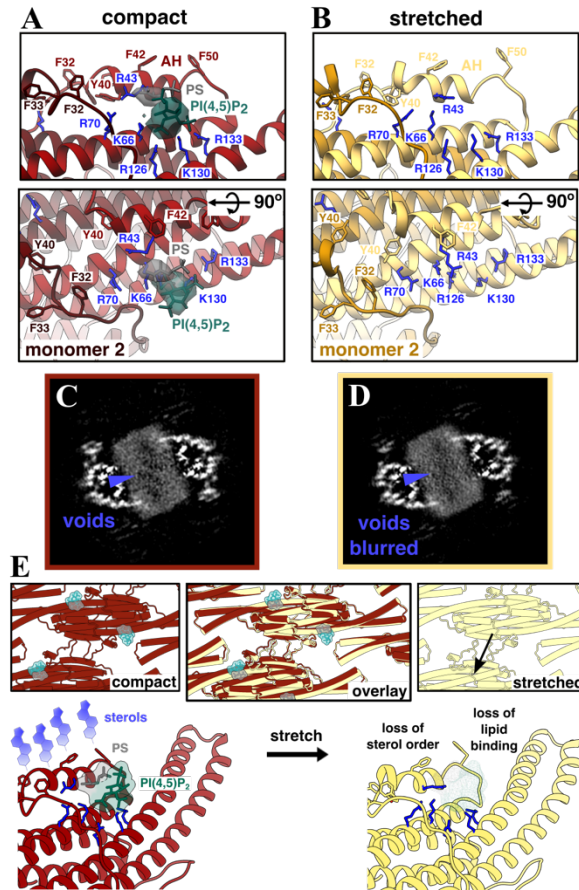 A
compact
F32
F42
AH
F50
Y40
R43
PS
F33
F32
PI(4,5)P2
R70
K66
R133
R126
K130
90º
Y40
F42
R43
PS
Y40
R133
F32
R70
K66
K130
F33
PI(4,5)P2
monomer 2
B
stretched
F32
F42
AH
F50
F33
F32
Y40
R43
R70
K66
R133
R126
K130
90º
Y40
F42
R43
Y40
R133
F32
K66
R70
R126
K130
F33
monomer 2
C
voids
D
voids
blurred
E
compact
overlay
stretched
sterols
PS
PI(4,5)P2
stretch
loss of
sterol order
loss of
lipid
binding